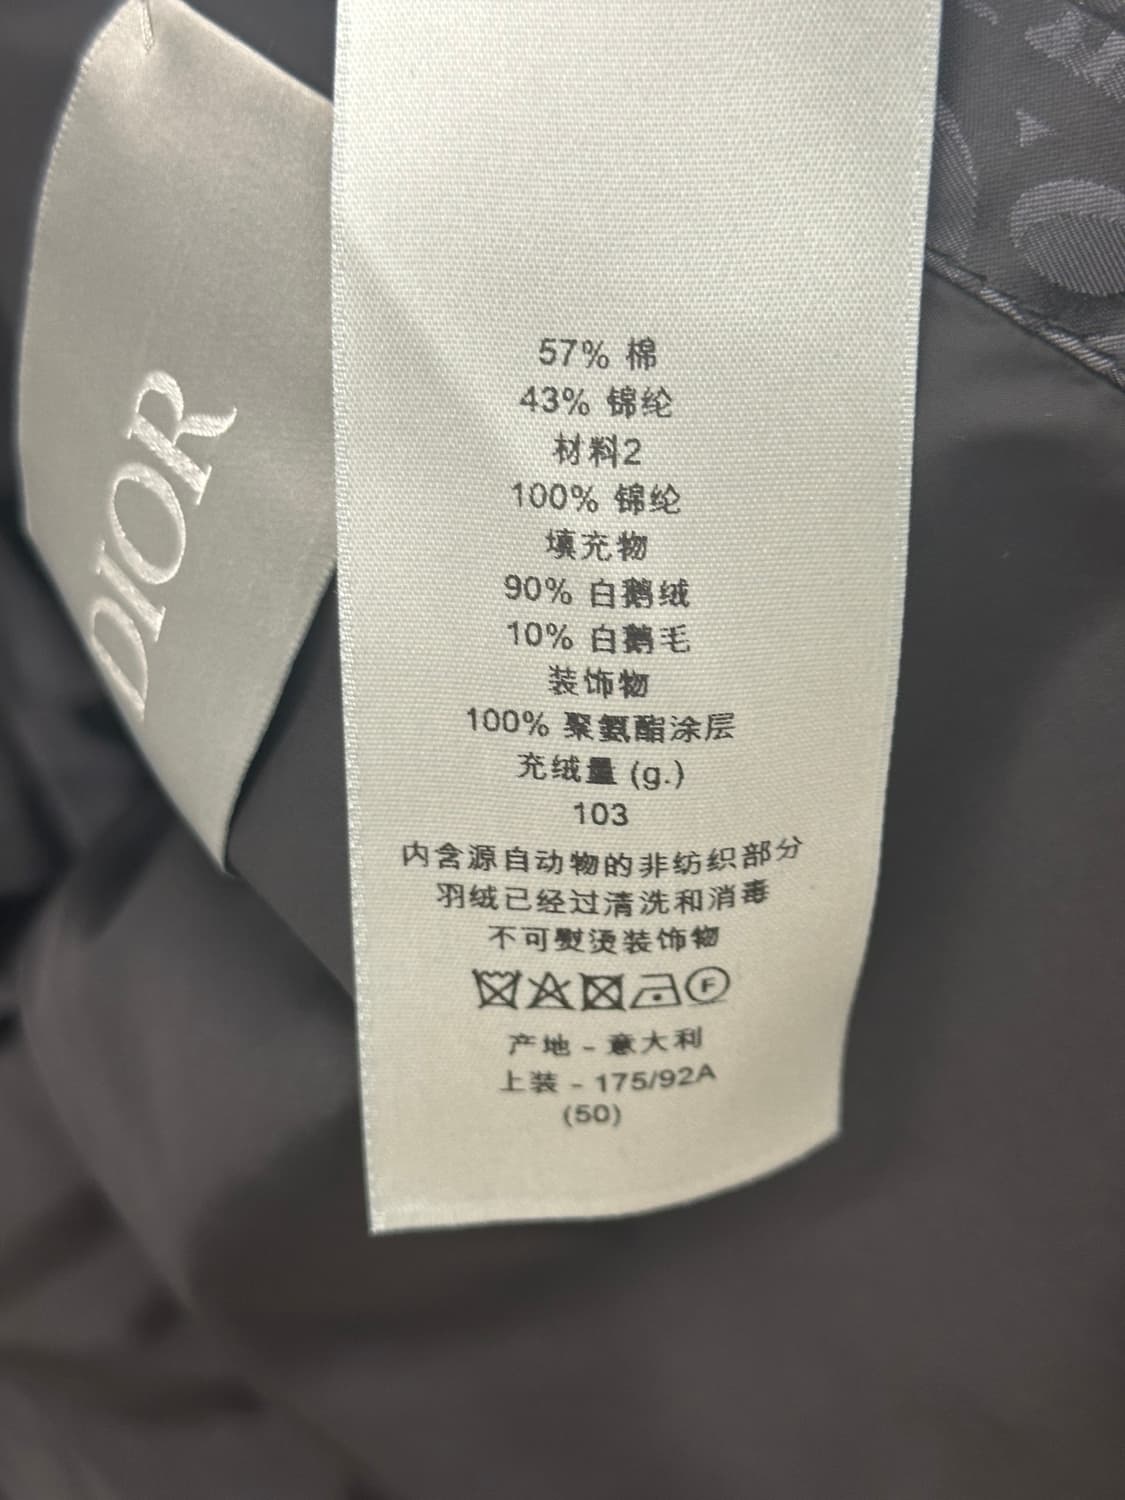 DIOR
57% 棉
43% 锦纶
材料2
100% 锦纶
填充物
90% 白鹅绒
10% 白鹅毛
装饰物
100% 聚氨酯涂层
充绒量 (g.)
103
内含源自动物的非纺织部分
羽绒已经过清洗和消毒
不可熨烫装饰物
F
产地 - 意大利
上装 - 175/92A
(50)